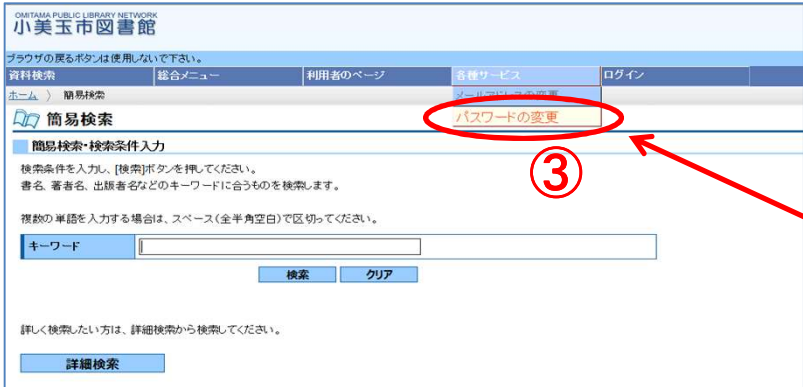 OMITAMA PUBLIC LIBRARY NETWORK
小美玉市図書館
ブラウザの戻るボタンは使用しないで下さい。
資料検索 総合メニュー 利用者のページ 各種サービス ログイン
ホーム 〉 簡易検索 メールアドレスの変更
簡易検索 パスワードの変更
簡易検索・検索条件入力
③
検索条件を入力し、[検索]ボタンを押してください。
書名、著者名、出版者名などのキーワードに合うものを検索します。
複数の単語を入力する場合は、スペース(全半角空白)で区切ってください。
キーワード
検索 クリア
詳しく検索したい方は、詳細検索から検索してください。
詳細検索